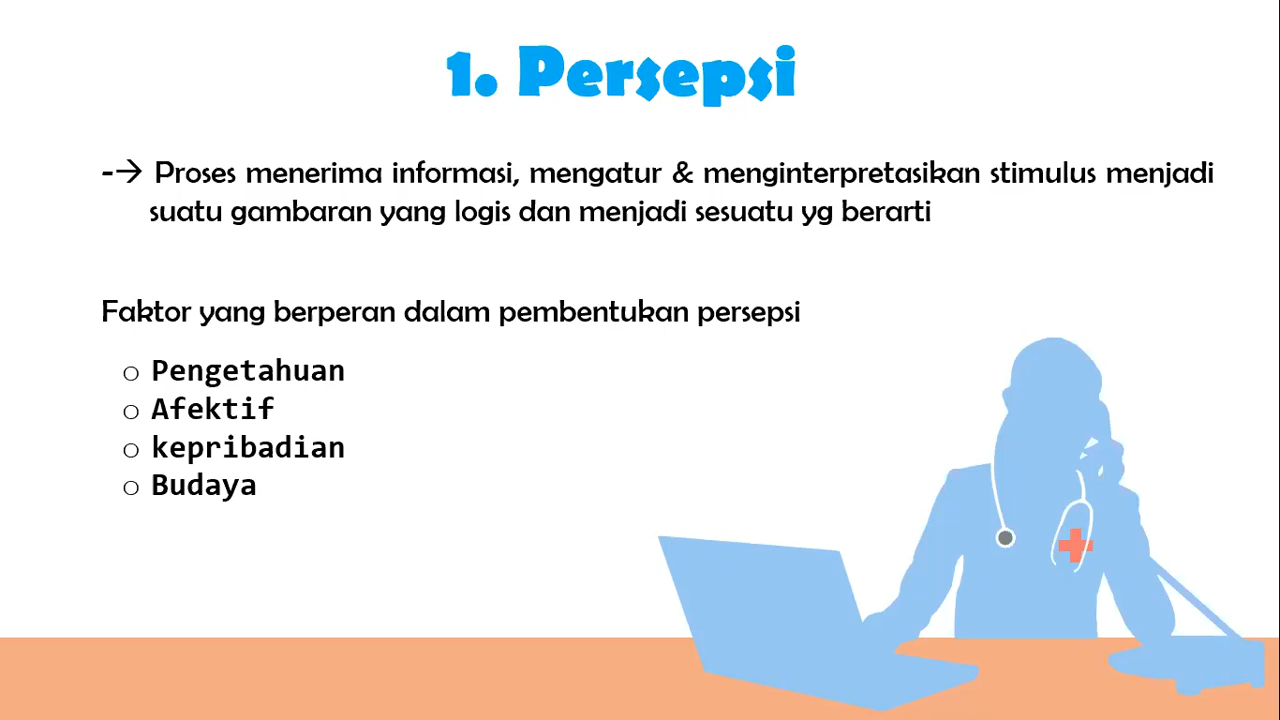 1. Persepsi
-→ Proses menerima informasi, mengatur & menginterpretasikan stimulus menjadi
suatu gambaran yang logis dan menjadi sesuatu yg berarti
Faktor yang berperan dalam pembentukan persepsi
○ Pengetahuan
○ Afektif
○ kepribadian
○ Budaya